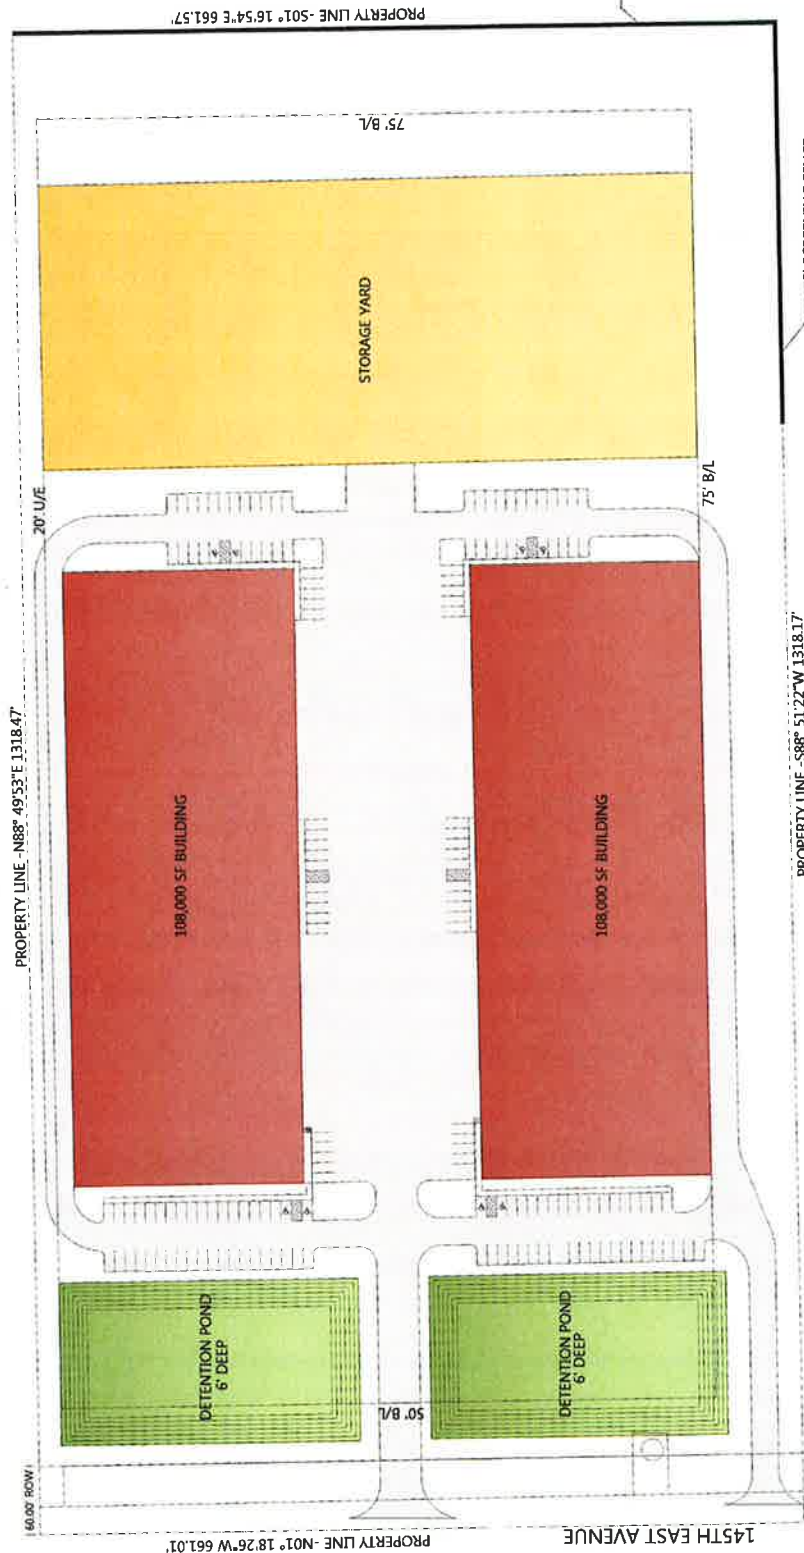 PROPERTY LINE -S01° 16'54"E 661.57'
75' B/L
STORAGE YARD
20' U/E
75' B/L
PROPERTY LINE -N88° 49'53"E 1318.47'
108,000 SF BUILDING
108,000 SF BUILDING
PROPERTY LINE -S88° 51'22"W 1318.17'
DETENTION POND
6' DEEP
DETENTION POND
6' DEEP
50' B/L
60.00' ROW
PROPERTY LINE - N01° 18'26"W 661.01'
145TH EAST AVENUE